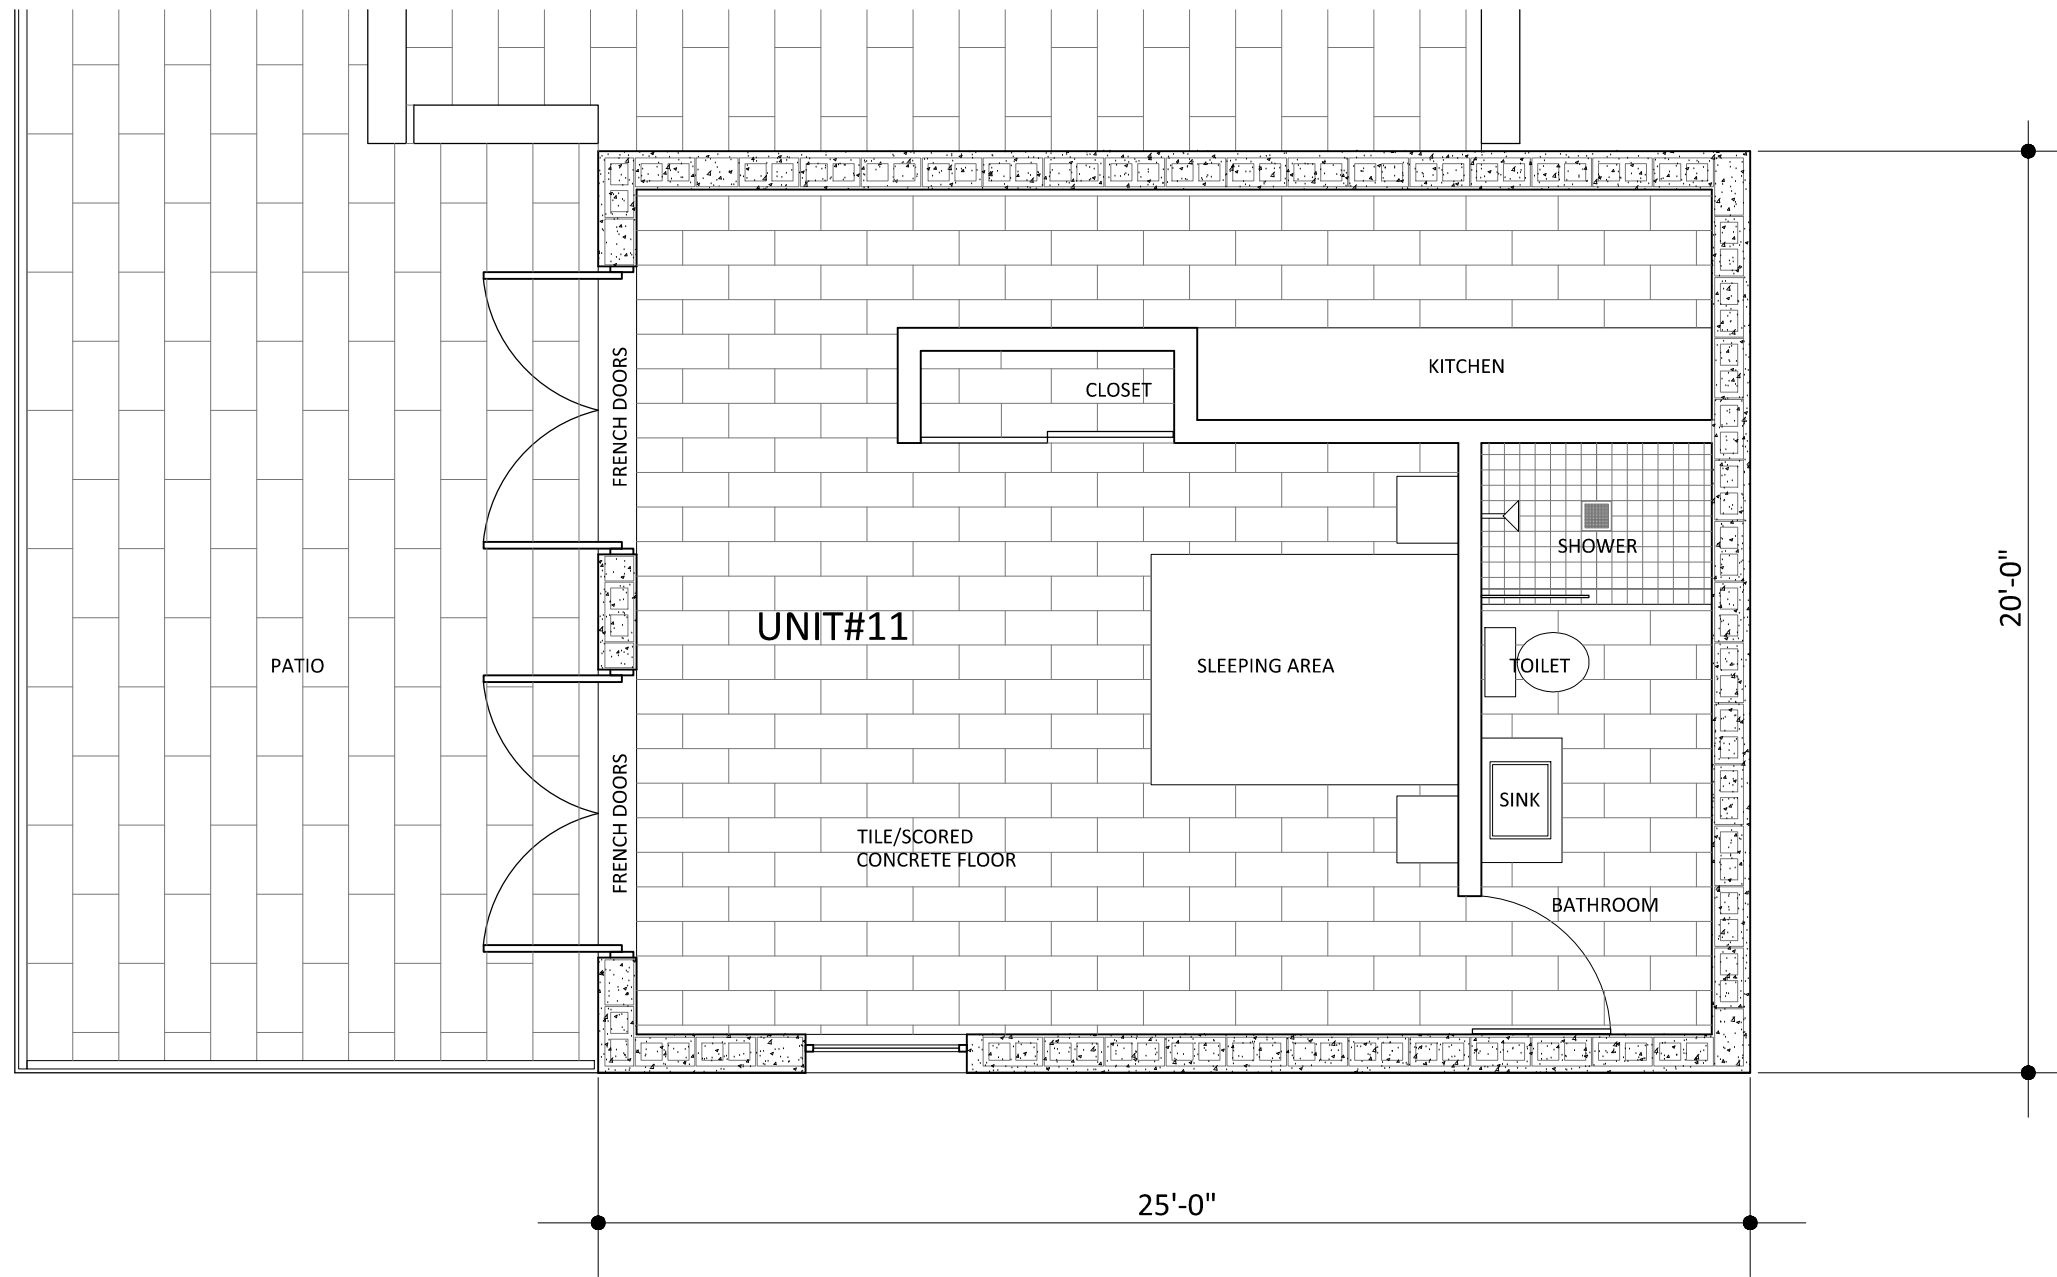 KITCHEN
CLOSET
FRENCH DOORS
SHOWER
20'-0"
UNIT#11
PATIO
SLEEPING AREA
TOILET
SINK
FRENCH DOORS
TILE/SCORED
CONCRETE FLOOR
BATHROOM
25'-0"